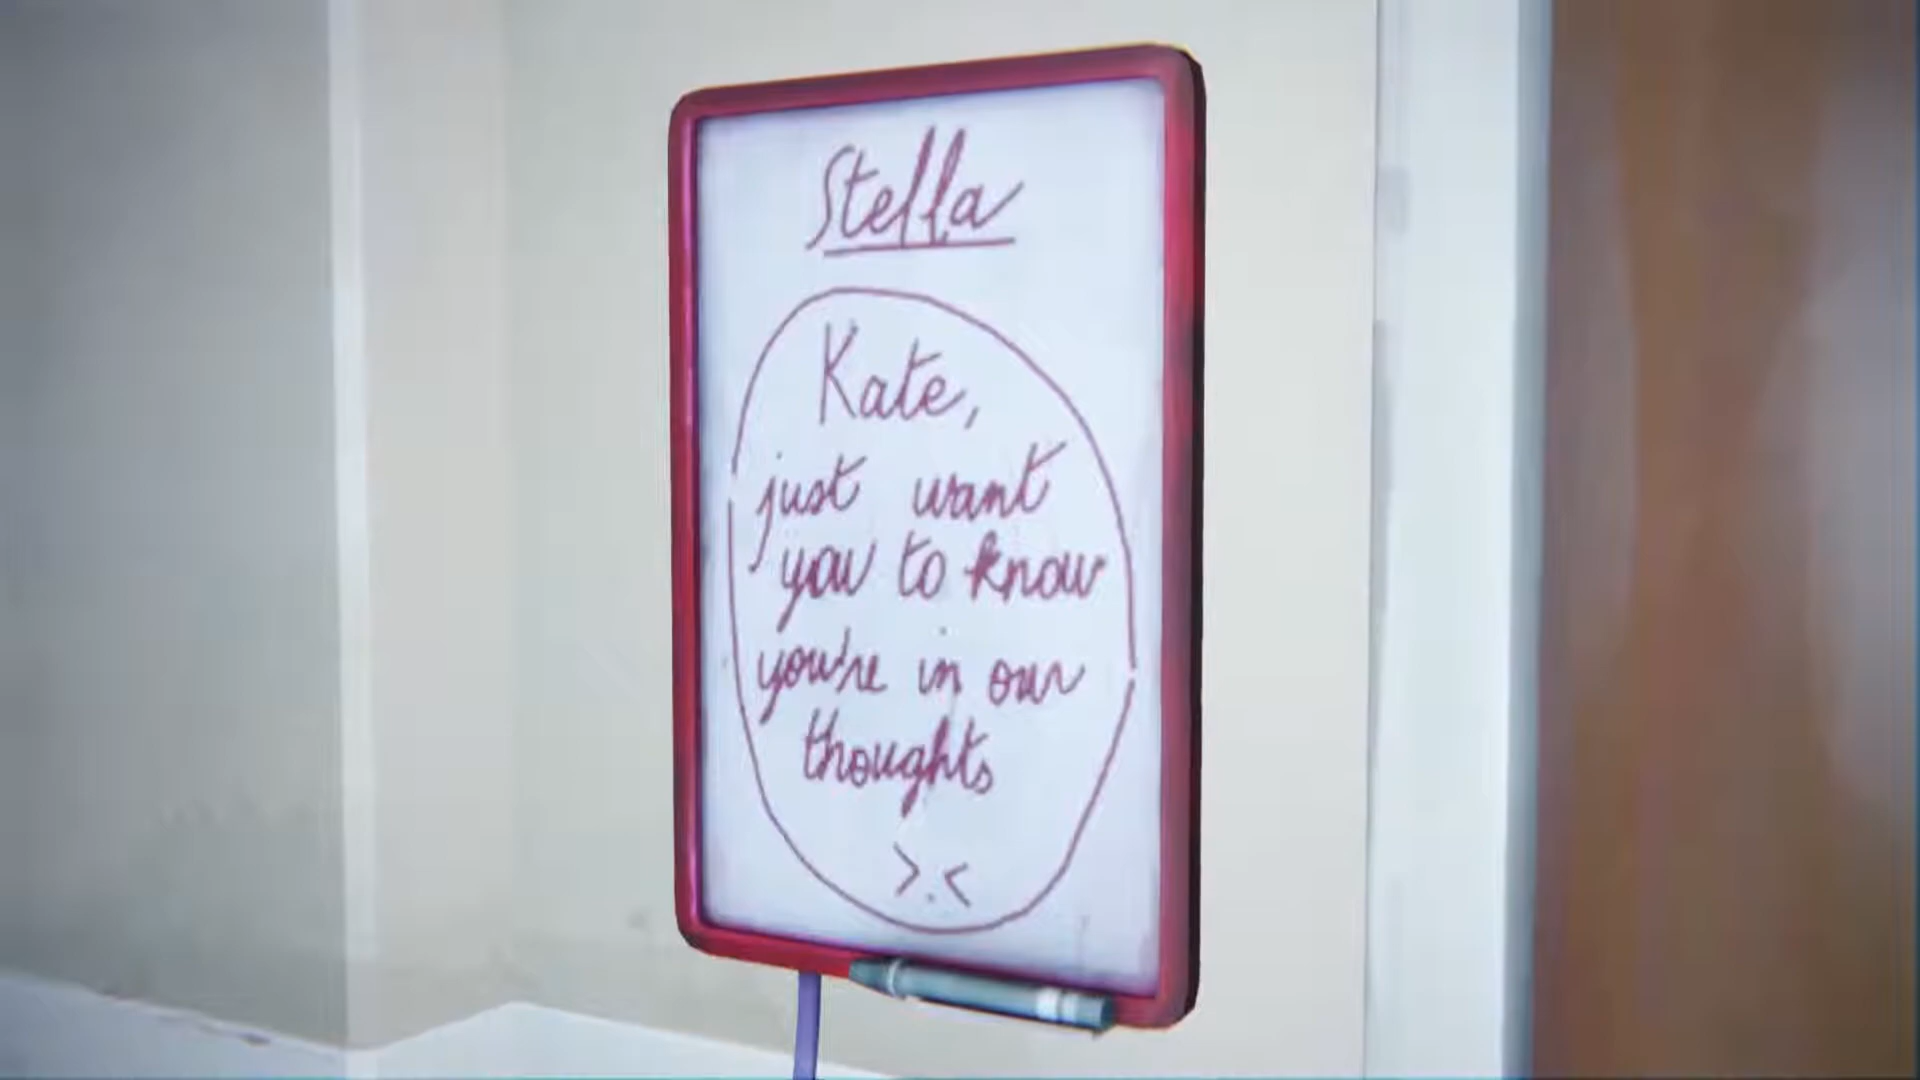 Stella
Kate,
just want
you to know
you're in our
thoughts
>.<